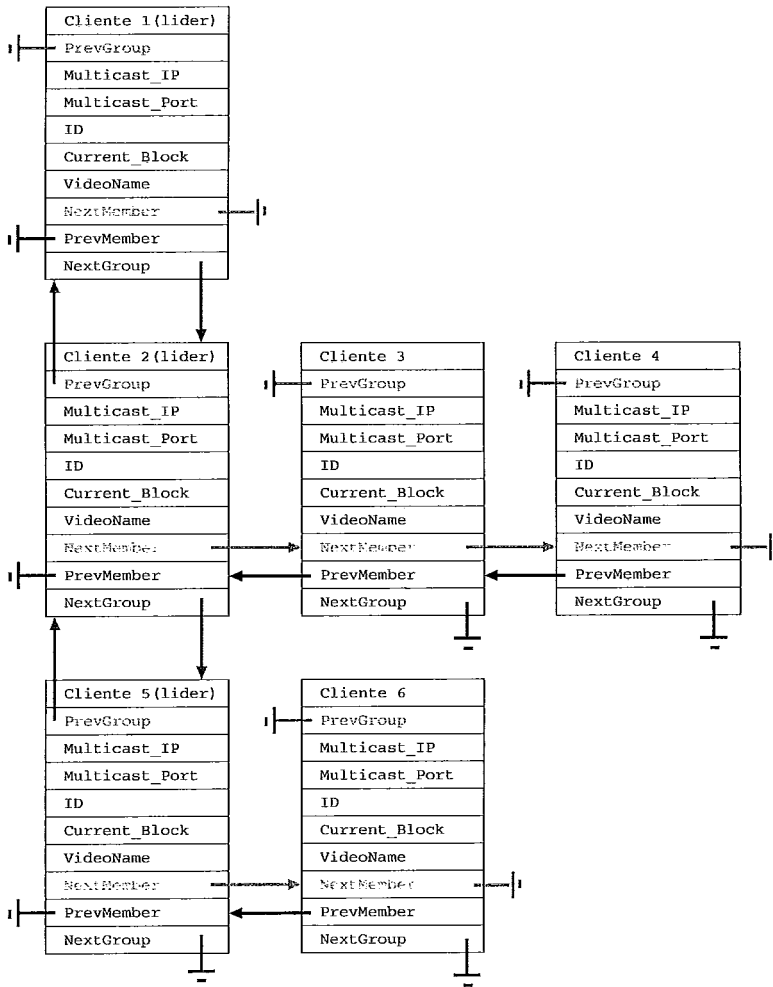 Cliente 1(lider)
PrevGroup
Multicast_IP
Multicast_Port
ID
Current_Block
VideoName
NextMember
PrevMember
NextGroup
Cliente 2(lider)
PrevGroup
Multicast_IP
Multicast_Port
ID
Current_Block
VideoName
NextMember
PrevMember
NextGroup
Cliente 3
PrevGroup
Multicast_IP
Multicast_Port
ID
Current_Block
VideoName
NextMember
PrevMember
NextGroup
Cliente 4
PrevGroup
Multicast_IP
Multicast_Port
ID
Current_Block
VideoName
NextMember
PrevMember
NextGroup
Cliente 5(lider)
PrevGroup
Multicast_IP
Multicast_Port
ID
Current_Block
VideoName
NextMember
PrevMember
NextGroup
Cliente 6
PrevGroup
Multicast_IP
Multicast_Port
ID
Current_Block
VideoName
NextMember
PrevMember
NextGroup